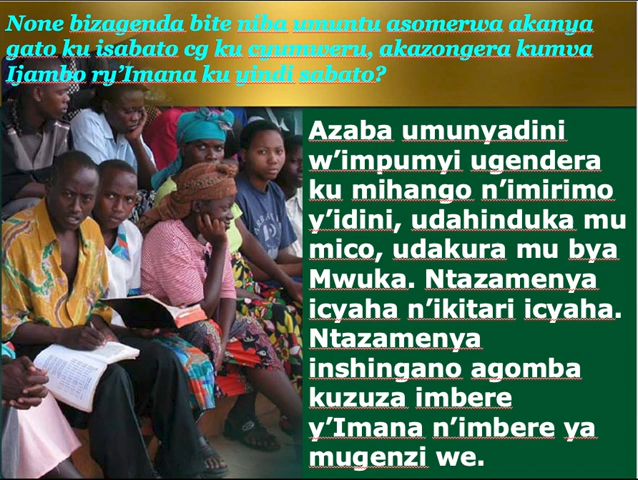 None bizagenda bite niba umuntu asomerwa akanya
gato ku isabato cg ku cyumweru, akazongera kumva
Ijambo ry’Imana ku yindi sabato?
Azaba umunyadini
w’impumyi ugendera
ku mihango n’imirimo
y’idini, udahinduka mu
mico, udakura mu bya
Mwuka. Ntazamenya
icyaha n’ikitari icyaha.
Ntazamenya
inshingano agomba
kuzuza imbere
y’Imana n’imbere ya
mugenzi we.